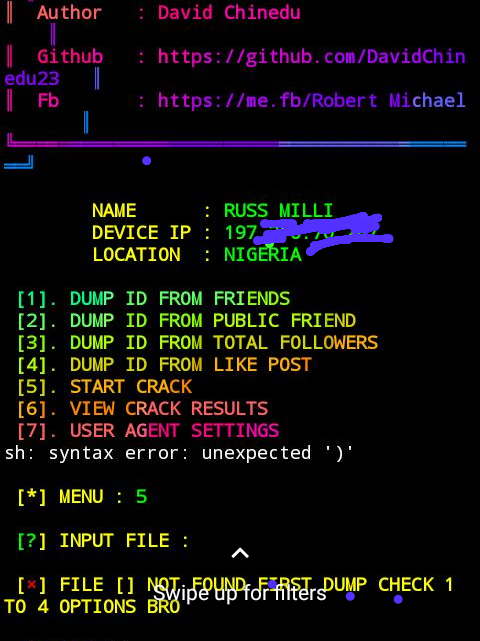 Author : David Chinedu
Github : https://github.com/DavidChin
edu23
Fb : https://me.fb/Robert Michael
NAME : RUSS MILLI
DEVICE IP : 197.
LOCATION : NIGERIA
[1]. DUMP ID FROM FRIENDS
[2]. DUMP ID FROM PUBLIC FRIEND
[3]. DUMP ID FROM TOTAL FOLLOWERS
[4]. DUMP ID FROM LIKE POST
[5]. START CRACK
[6]. VIEW CRACK RESULTS
[7]. USER AGENT SETTINGS
sh: syntax error: unexpected ')'
[*] MENU : 5
[?] INPUT FILE :
[×] FILE [] NOT FOUND FIRST DUMP CHECK 1
Swipe up for filters
TO 4 OPTIONS BRO